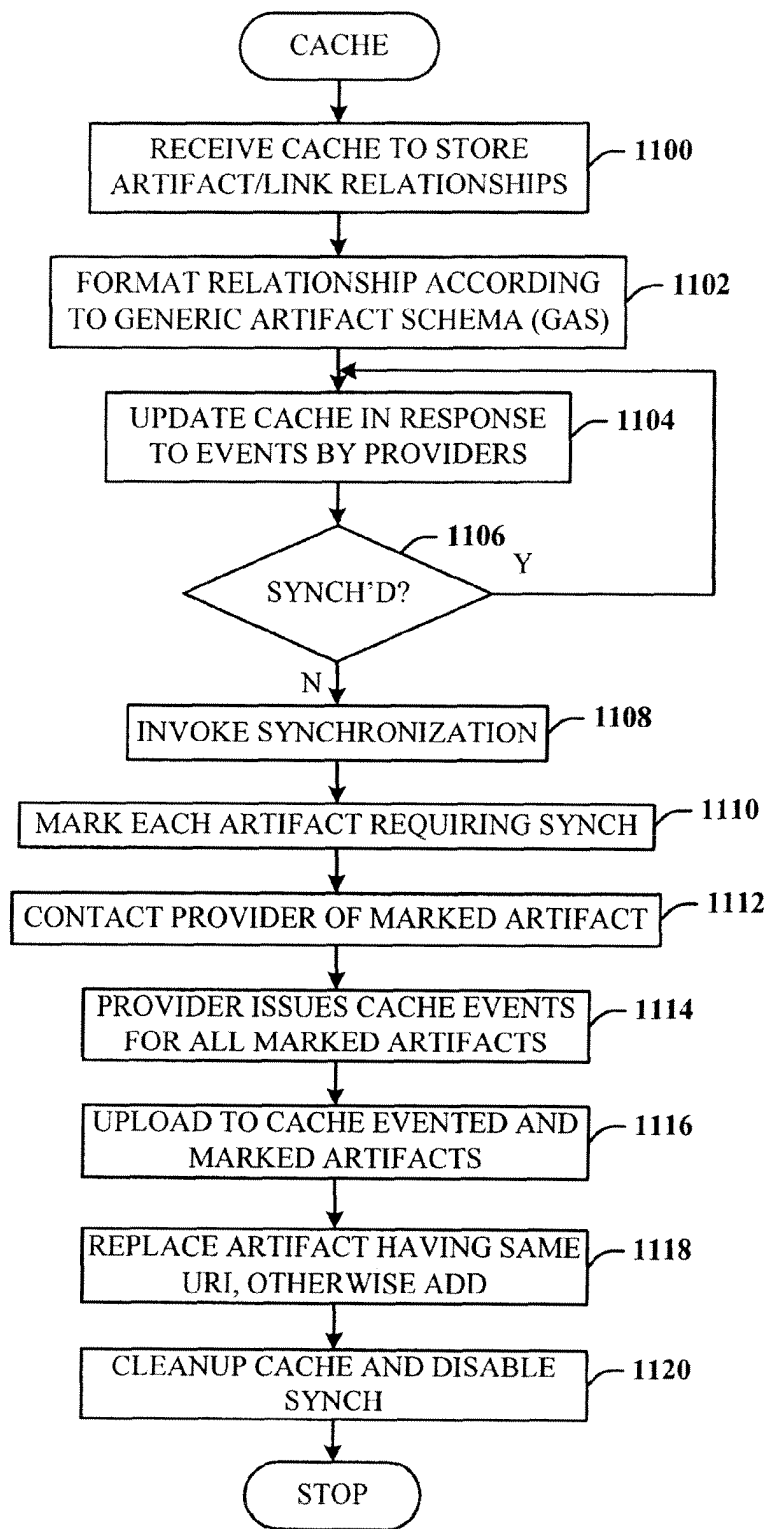 CACHE
RECEIVE CACHE TO STORE
ARTIFACT/LINK RELATIONSHIPS
1100
FORMAT RELATIONSHIP ACCORDING
TO GENERIC ARTIFACT SCHEMA (GAS)
1102
UPDATE CACHE IN RESPONSE
TO EVENTS BY PROVIDERS
1104
1106
SYNCH'D?
Y
N
INVOKE SYNCHRONIZATION
1108
MARK EACH ARTIFACT REQUIRING SYNCH
1110
CONTACT PROVIDER OF MARKED ARTIFACT
1112
PROVIDER ISSUES CACHE EVENTS
FOR ALL MARKED ARTIFACTS
1114
UPLOAD TO CACHE EVENTED AND
MARKED ARTIFACTS
1116
REPLACE ARTIFACT HAVING SAME
URI, OTHERWISE ADD
1118
CLEANUP CACHE AND DISABLE
SYNCH
1120
STOP